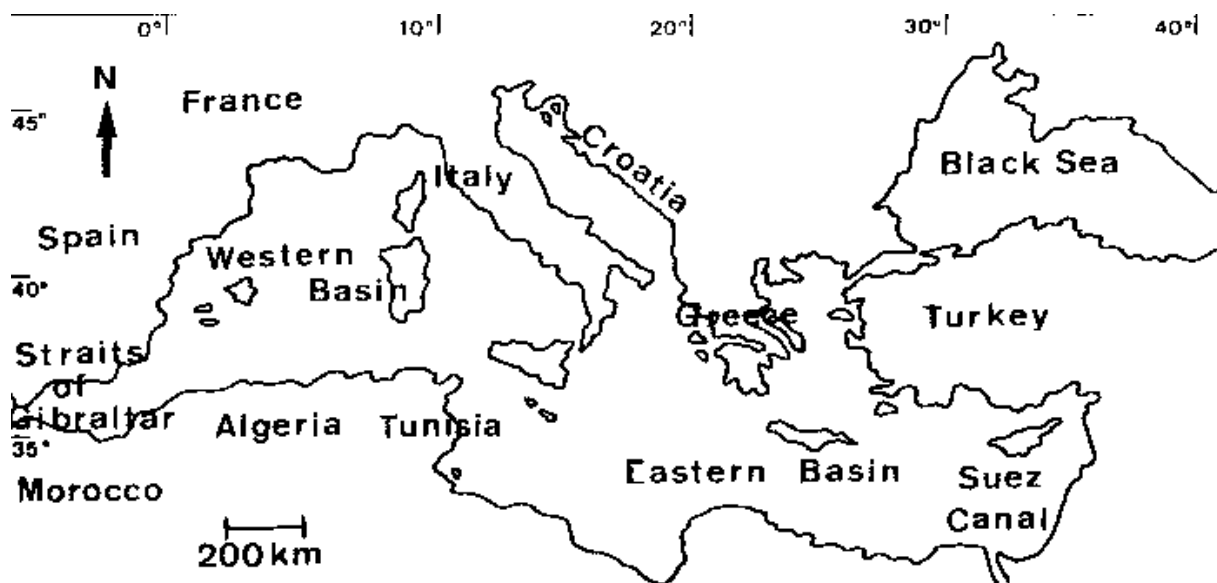 0° 10° 20° 30° 40°
N
France
45°
Croatia
Black Sea
Italy
Spain
Western
Basin
40°
Greece
Turkey
Straits
of
Gibraltar
Algeria
Tunisia
35°
Eastern Basin
Suez
Canal
Morocco
200 km